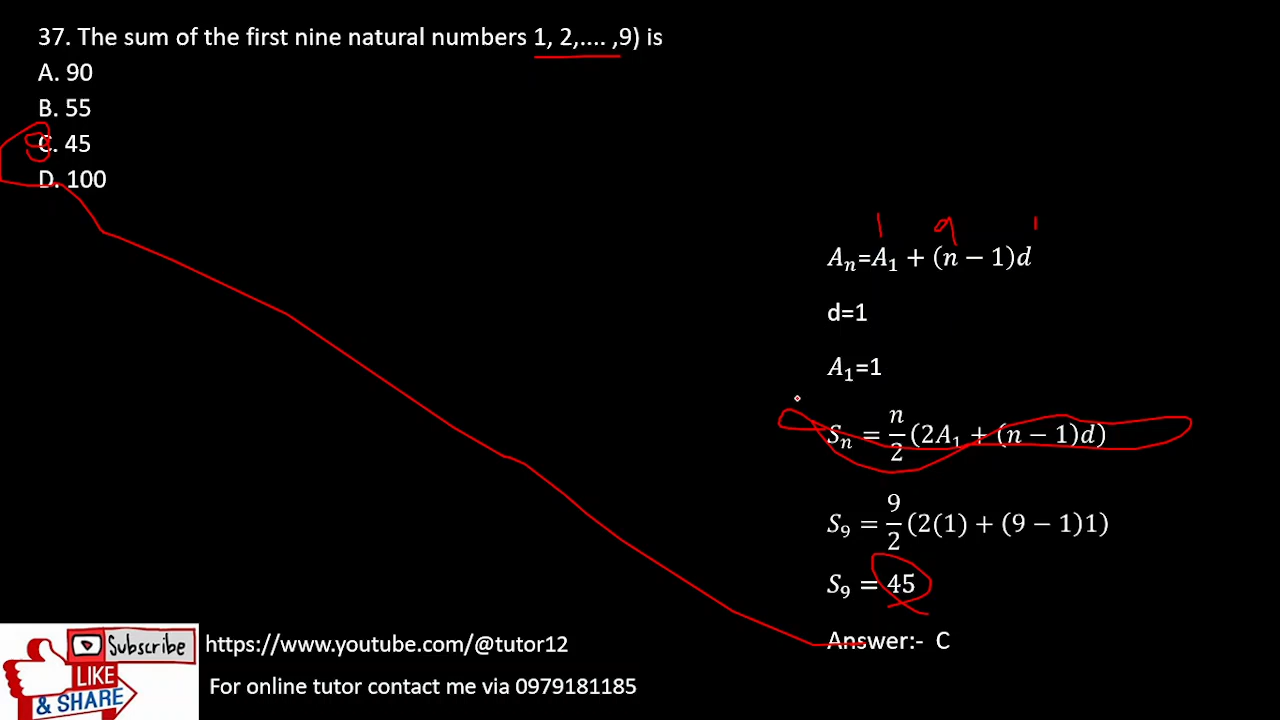 37. The sum of the first nine natural numbers 1, 2,.... ,9) is
A. 90
B. 55
C. 45
D. 100
1 9 1
Aₙ=A₁ + (n − 1)d
d=1
A₁=1
Sₙ = n/2 (2A₁ + (n − 1)d)
S₉ = 9/2 (2(1) + (9 − 1)1)
S₉ = 45
Answer:- C
Subscribe
LIKE
& SHARE
https://www.youtube.com/@tutor12
For online tutor contact me via 0979181185